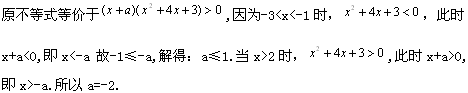 原不等式等价于(x+a)(x²+4x+3)>0,因为-3<x<-1时，x²+4x+3<0，此时
x+a<0,即x<-a 故-1≤-a,解得：a≤1.当x>2时，x²+4x+3>0,此时x+a>0,
即x>-a.所以a=-2.